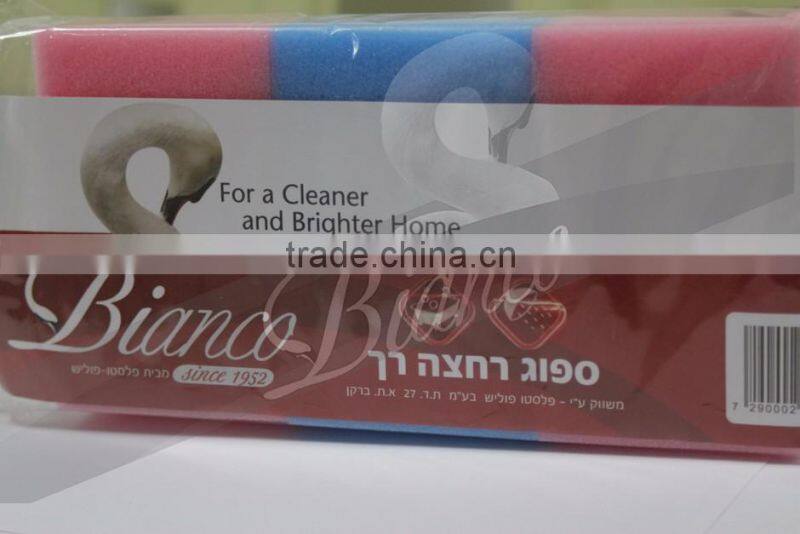 For a Cleaner
and Brighter Home
trade.china.cn
Bianco
Bianco
since 1952 מבית פלסטו-פוליש
ספוג רחצה רך
משווק ע"י - פלסטו פוליש בע"מ ת.ד. 27 א.ת. ברקן
7 290002